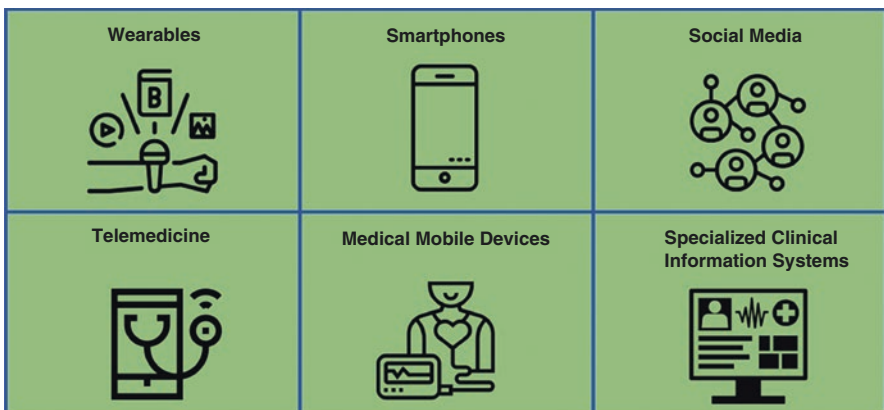 Wearables
Smartphones
Social Media
B
Telemedicine
Medical Mobile Devices
Specialized Clinical
Information Systems